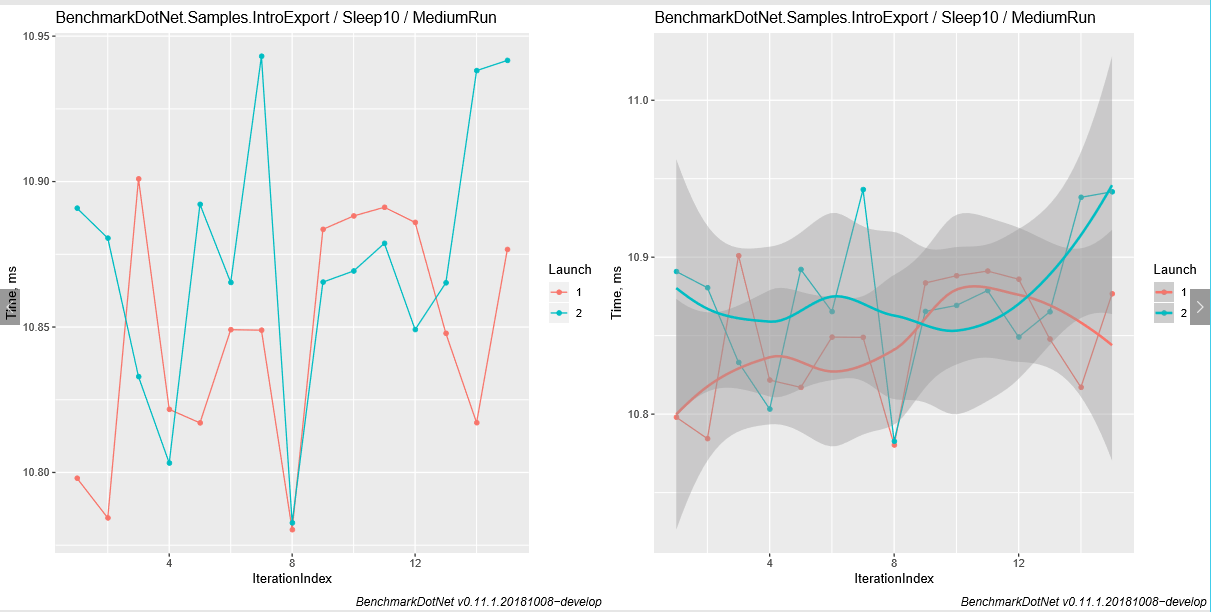 BenchmarkDotNet.Samples.IntroExport / Sleep10 / MediumRun
10.95
10.90
10.85
10.80
Time, ms
4
8
12
IterationIndex
Launch
1
2
BenchmarkDotNet v0.11.1.20181008-develop
BenchmarkDotNet.Samples.IntroExport / Sleep10 / MediumRun
11.0
10.9
10.8
Time, ms
4
8
12
IterationIndex
Launch
1
2
BenchmarkDotNet v0.11.1.20181008-develop